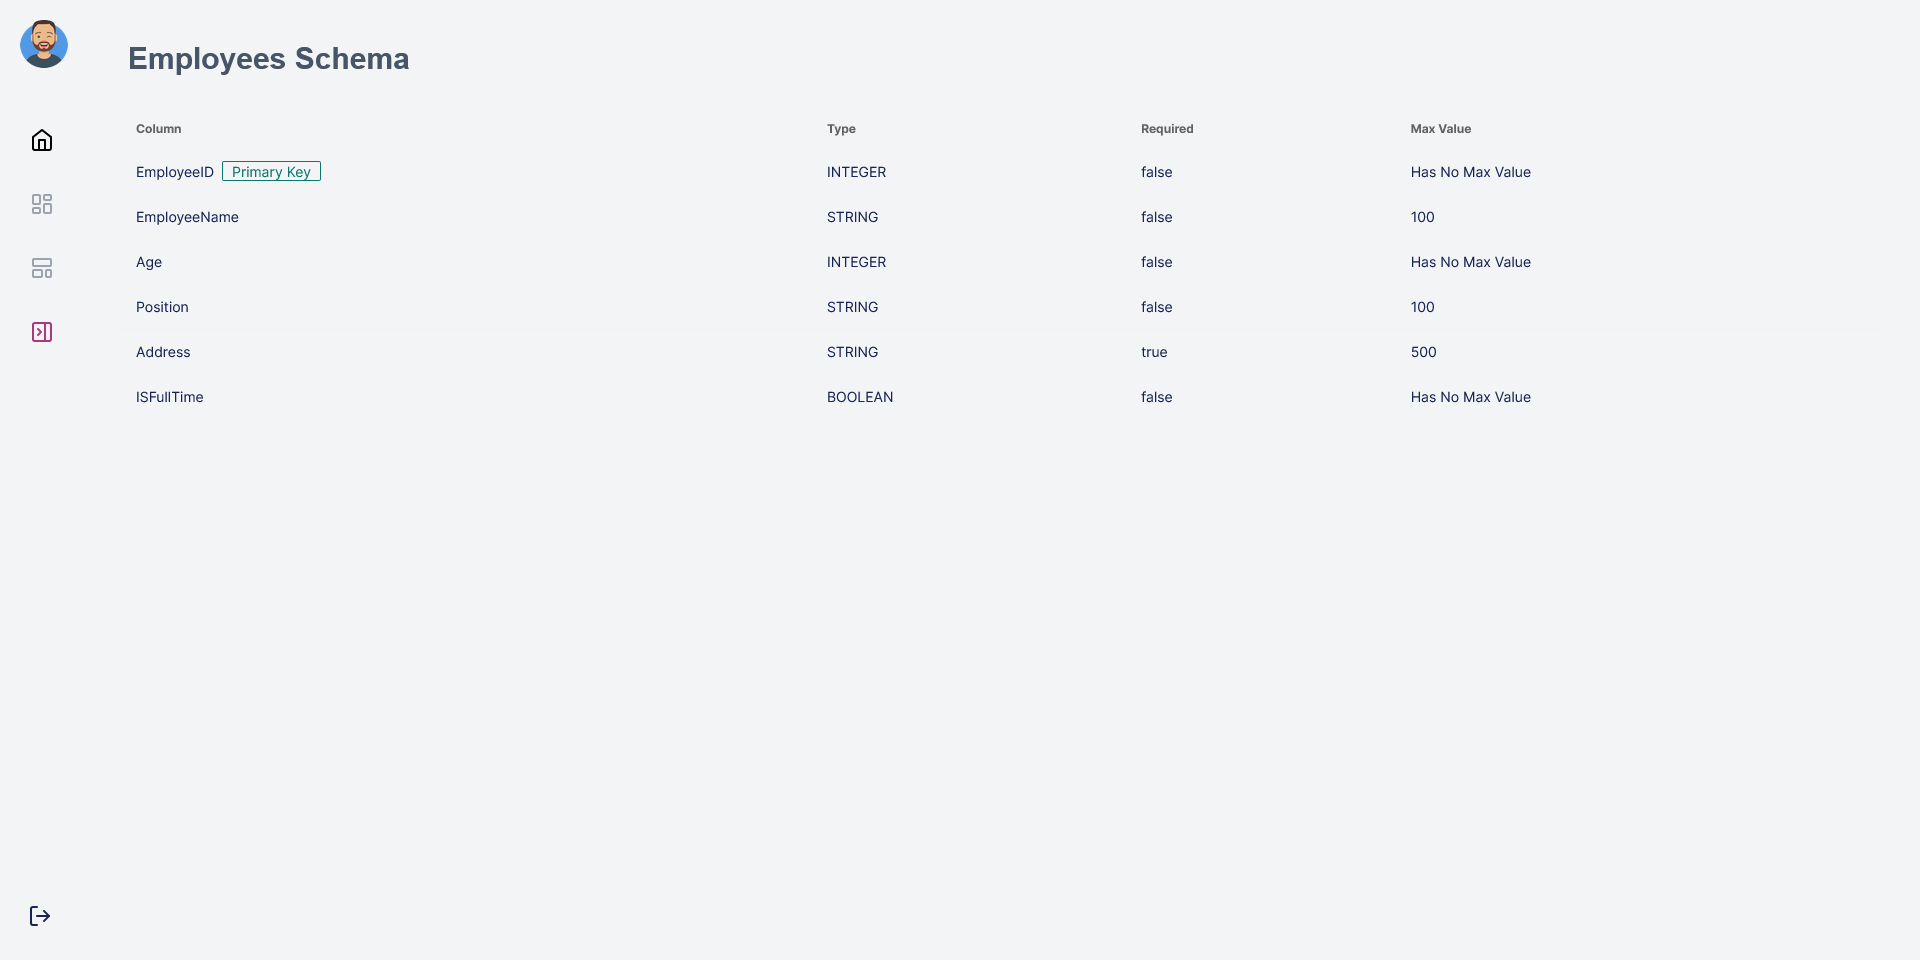 Employees Schema
Column Type Required Max Value
EmployeeID Primary Key INTEGER false Has No Max Value
EmployeeName STRING false 100
Age INTEGER false Has No Max Value
Position STRING false 100
Address STRING true 500
ISFullTime BOOLEAN false Has No Max Value